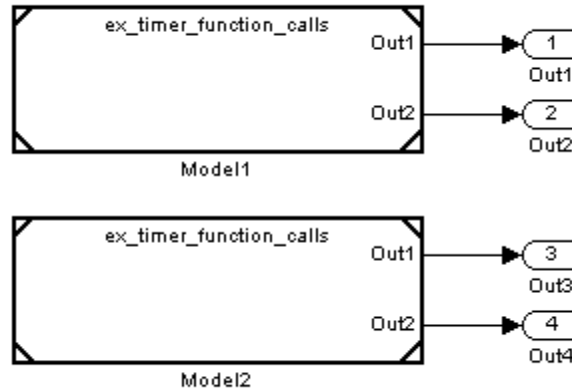 ex_timer_function_calls
Out1
1
Out1
Out2
2
Out2
Model1
ex_timer_function_calls
Out1
3
Out3
Out2
4
Out4
Model2